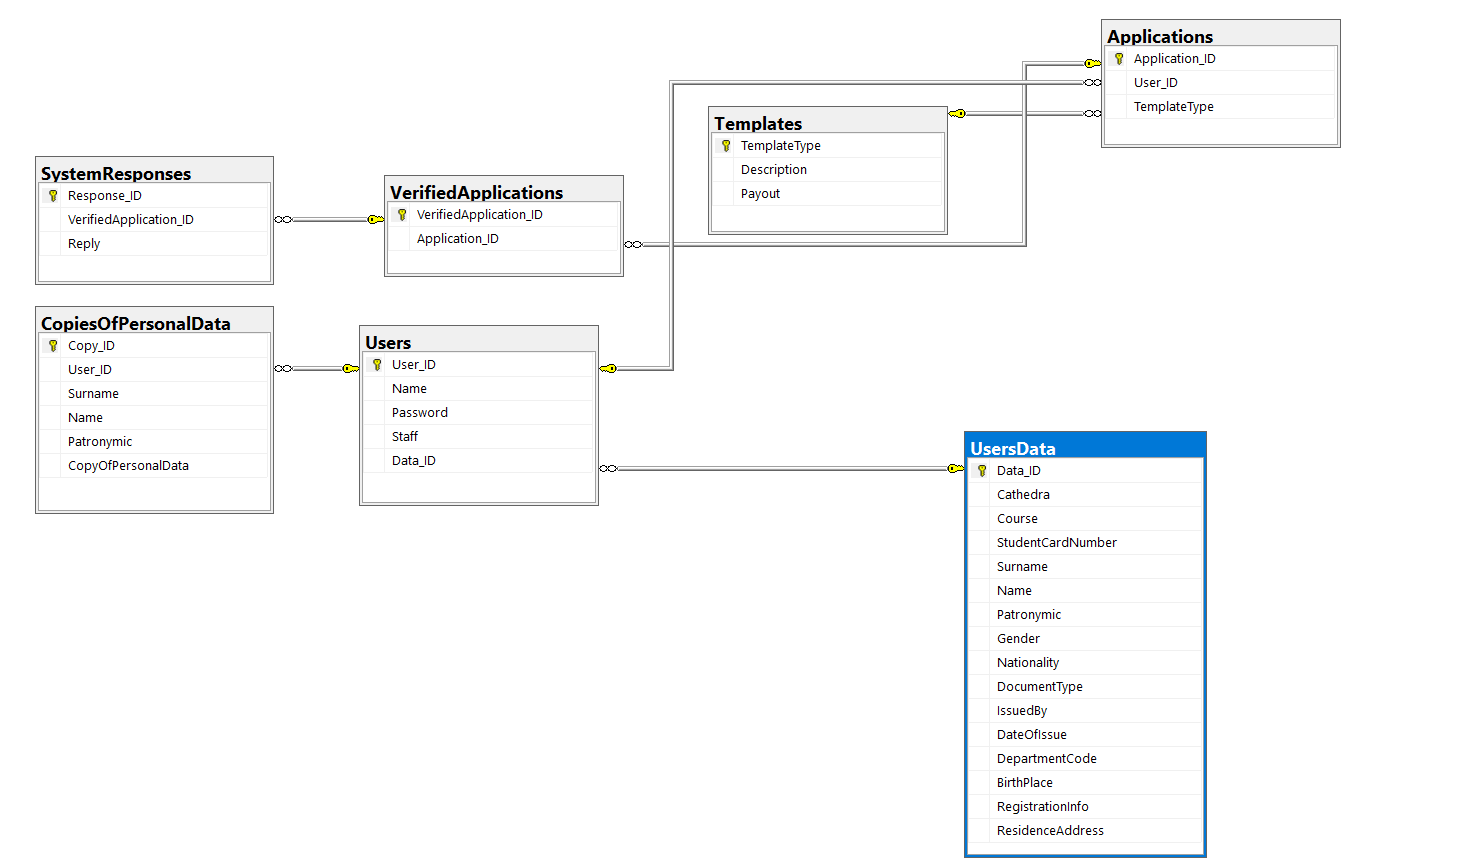 Applications
Application_ID
User_ID
TemplateType
Templates
TemplateType
Description
Payout
SystemResponses
Response_ID
VerifiedApplication_ID
Reply
VerifiedApplications
VerifiedApplication_ID
Application_ID
CopiesOfPersonalData
Copy_ID
User_ID
Surname
Name
Patronymic
CopyOfPersonalData
Users
User_ID
Name
Password
Staff
Data_ID
UsersData
Data_ID
Cathedra
Course
StudentCardNumber
Surname
Name
Patronymic
Gender
Nationality
DocumentType
IssuedBy
DateOfIssue
DepartmentCode
BirthPlace
RegistrationInfo
ResidenceAddress